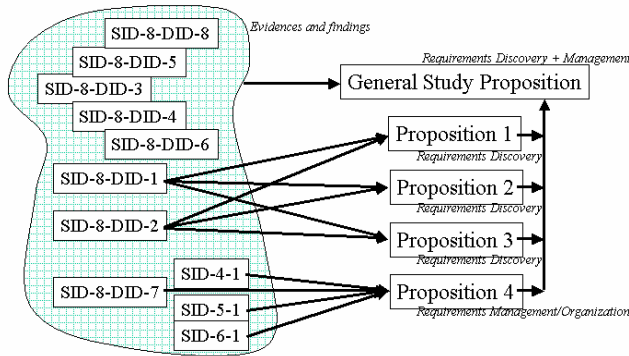 SID-8-DID-8
Evidences and findings
SID-8-DID-5
Requirements Discovery + Management
SID-8-DID-3
General Study Proposition
SID-8-DID-4
SID-8-DID-6
Proposition 1
Requirements Discovery
SID-8-DID-1
Proposition 2
Requirements Discovery
SID-8-DID-2
Proposition 3
Requirements Discovery
SID-4-1
SID-8-DID-7
Proposition 4
SID-5-1
Requirements Management/Organization
SID-6-1